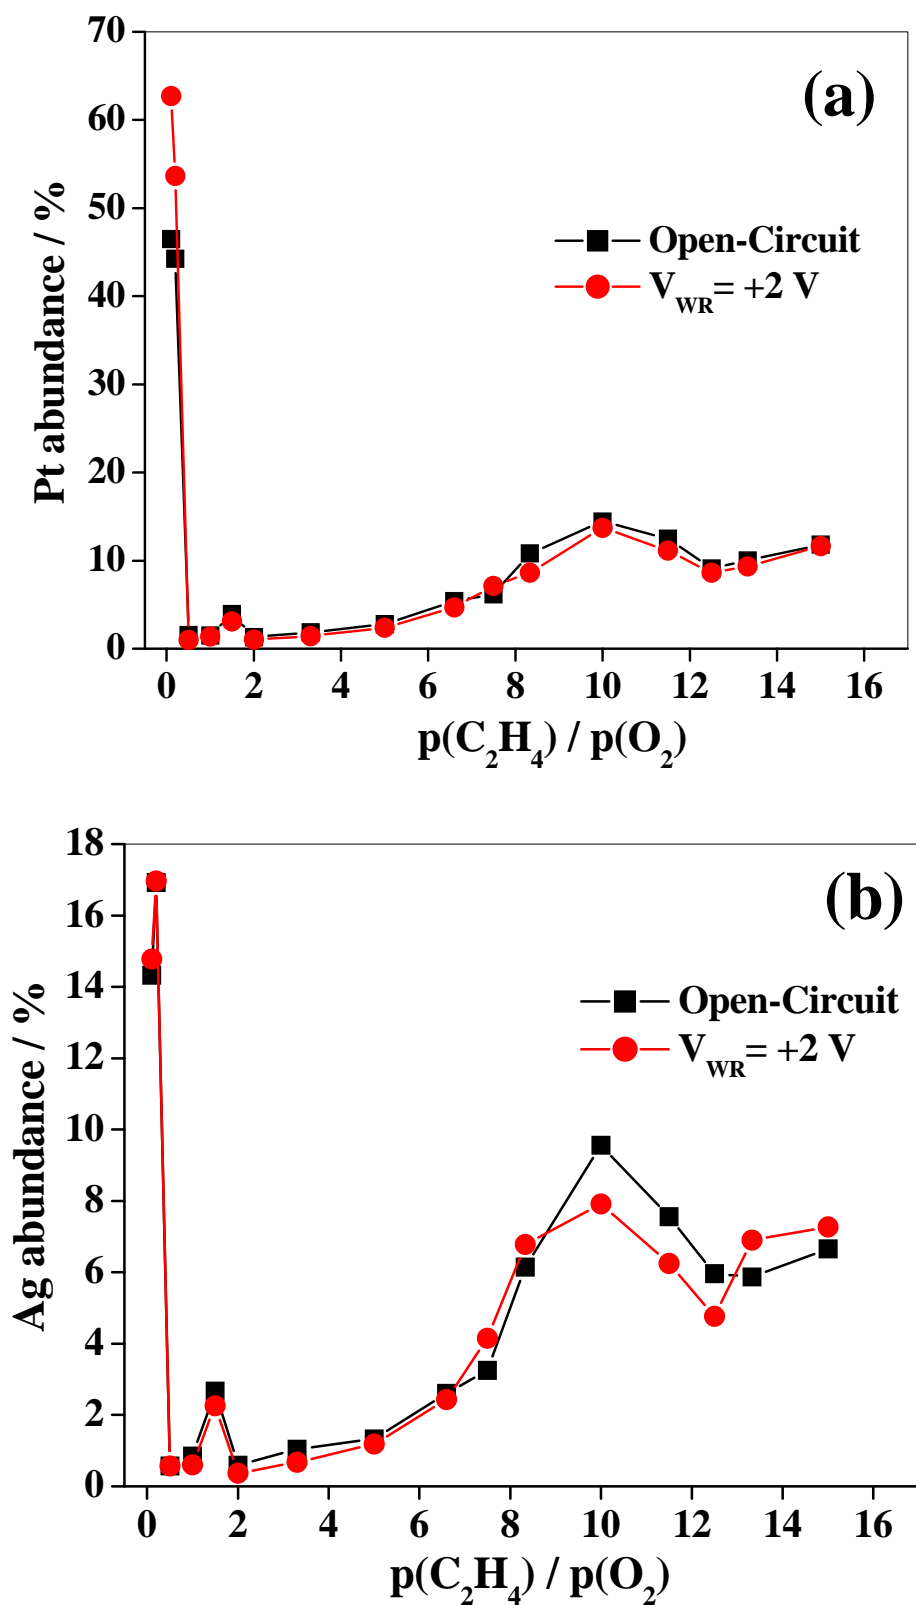 (a)
Pt abundance / %
70
60
50
40
30
20
10
0
Open-Circuit
V_WR = +2 V
0 2 4 6 8 10 12 14 16
p(C₂H₄) / p(O₂)
(b)
Ag abundance / %
18
16
14
12
10
8
6
4
2
0
Open-Circuit
V_WR = +2 V
0 2 4 6 8 10 12 14 16
p(C₂H₄) / p(O₂)